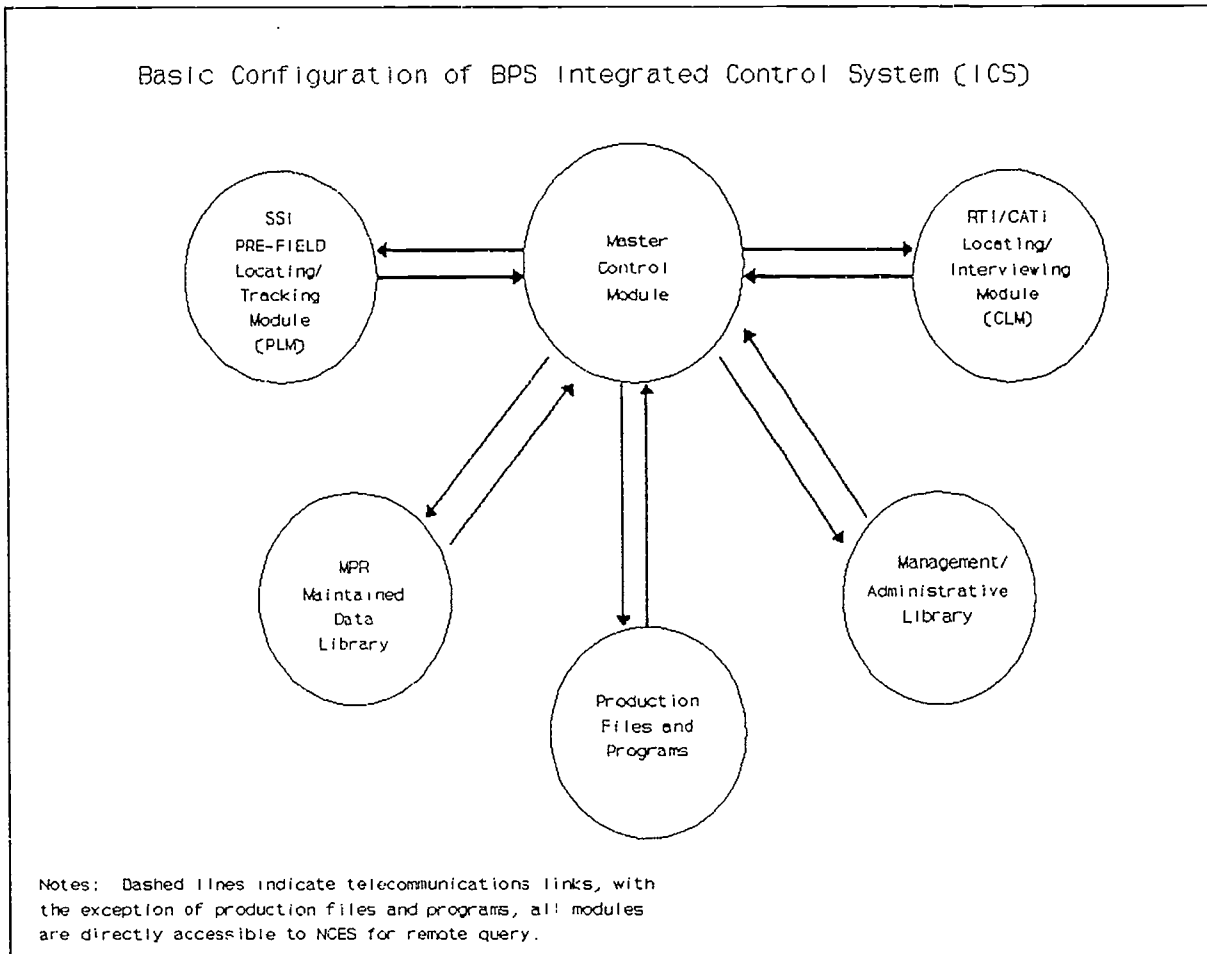 Basic Configuration of BPS Integrated Control System (ICS)
SSI
PRE-FIELD
Locating/
Tracking
Module
(PLM)
Master
Control
Module
RTI/CATI
Locating/
Interviewing
Module
(CLM)
MPR
Maintained
Data
Library
Production
Files and
Programs
Management/
Administrative
Library
Notes: Dashed lines indicate telecommunications links, with
the exception of production files and programs, all modules
are directly accessible to NCES for remote query.